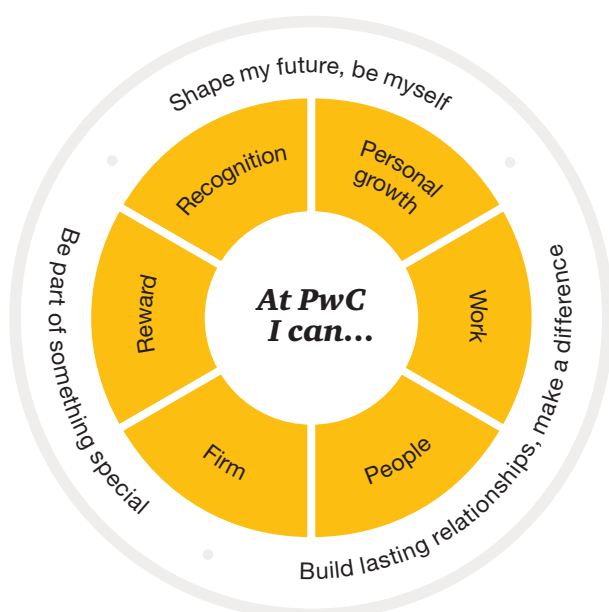 Shape my future, be myself
Recognition
Personal
growth
Be part of something special
Reward
At PwC
I can...
Work
Build lasting relationships, make a difference
Firm
People